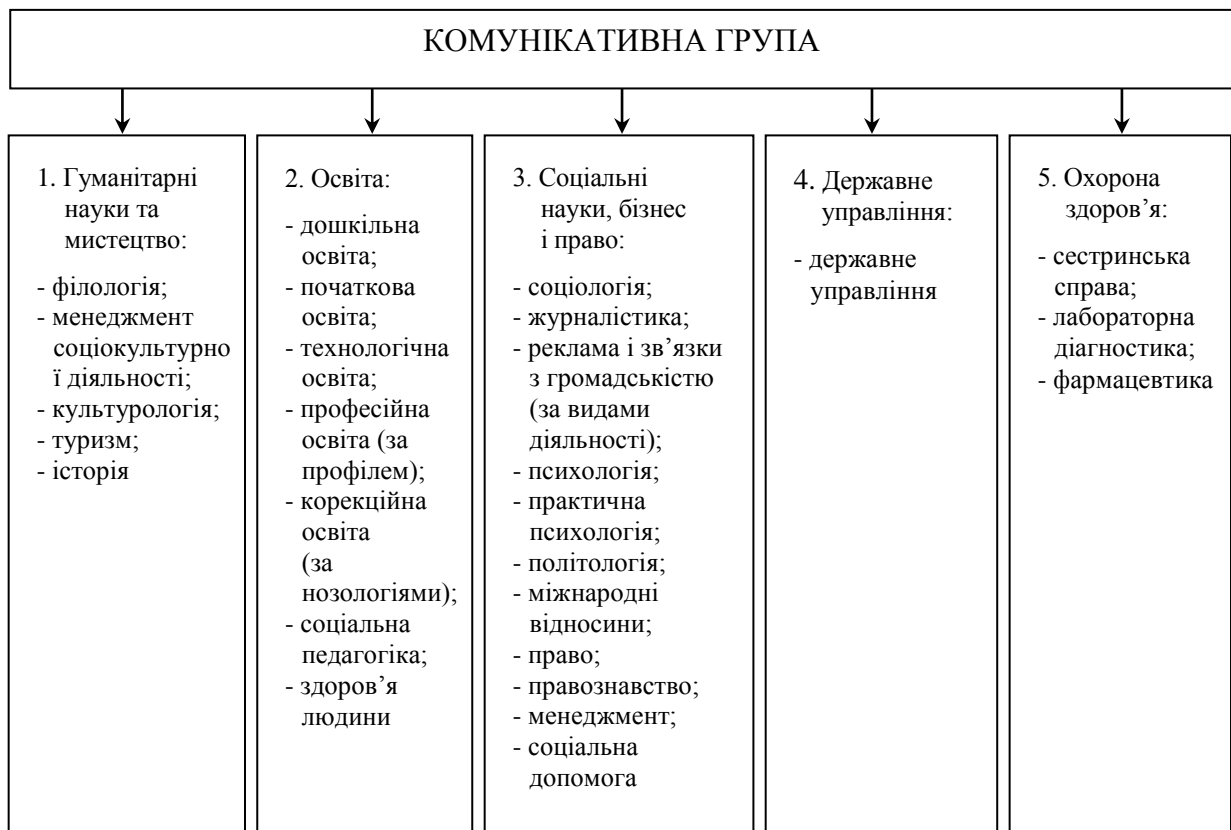 КОМУНІКАТИВНА ГРУПА
1. Гуманітарні
науки та
мистецтво:
- філологія;
- менеджмент
соціокультурно
ї діяльності;
- культурологія;
- туризм;
- історія
2. Освіта:
- дошкільна
освіта;
- початкова
освіта;
- технологічна
освіта;
- професійна
освіта (за
профілем);
- корекційна
освіта
(за
нозологіями);
- соціальна
педагогіка;
- здоров’я
людини
3. Соціальні
науки, бізнес
і право:
- соціологія;
- журналістика;
- реклама і зв’язки
з громадськістю
(за видами
діяльності);
- психологія;
- практична
психологія;
- політологія;
- міжнародні
відносини;
- право;
- правознавство;
- менеджмент;
- соціальна
допомога
4. Державне
управління:
- державне
управління
5. Охорона
здоров’я:
- сестринська
справа;
- лабораторна
діагностика;
- фармацевтика